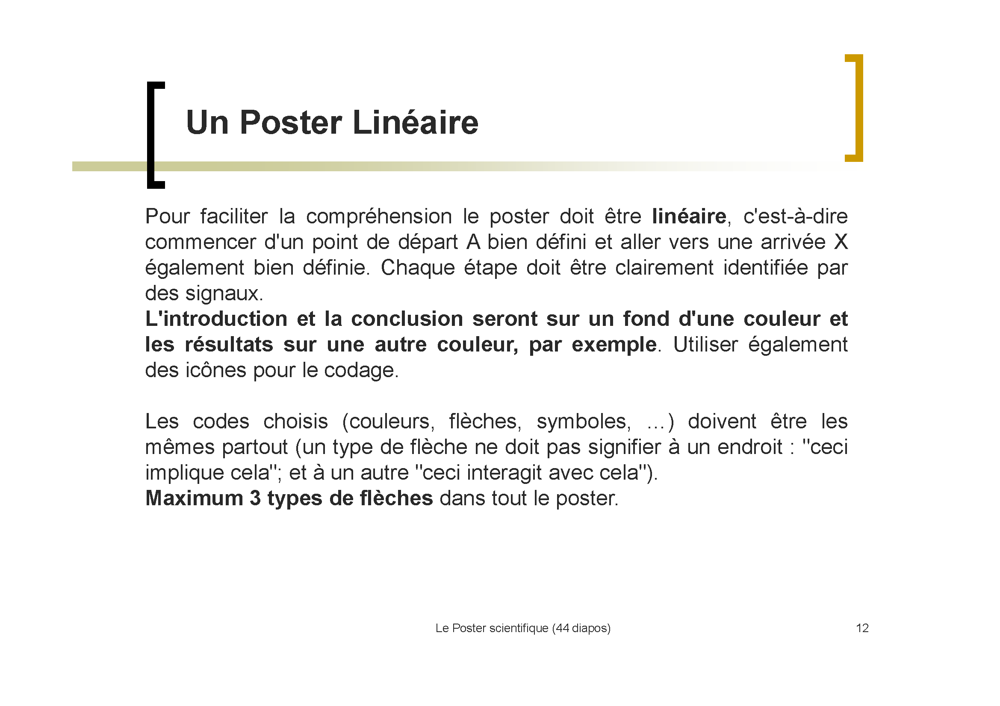 Un Poster Linéaire
Pour faciliter la compréhension le poster doit être linéaire, c'est-à-dire
commencer d'un point de départ A bien défini et aller vers une arrivée X
également bien définie. Chaque étape doit être clairement identifiée par
des signaux.
L'introduction et la conclusion seront sur un fond d'une couleur et
les résultats sur une autre couleur, par exemple. Utiliser également
des icônes pour le codage.
Les codes choisis (couleurs, flèches, symboles, …) doivent être les
mêmes partout (un type de flèche ne doit pas signifier à un endroit : "ceci
implique cela"; et à un autre "ceci interagit avec cela").
Maximum 3 types de flèches dans tout le poster.
Le Poster scientifique (44 diapos)
12